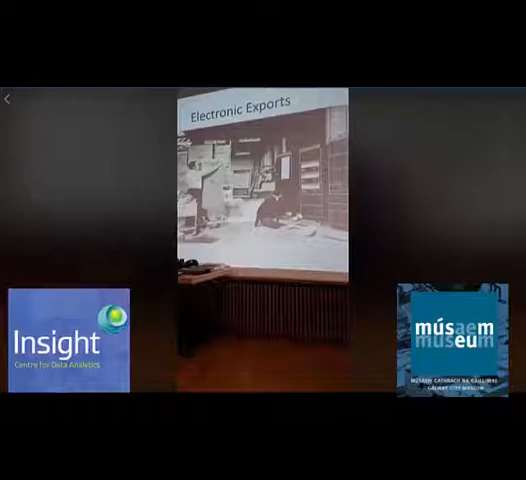 Electronic Exports
Insight
Centre for Data Analytics
músaem
museum
MÚSAEM CATHRACH NA GAILLIMHE
GALWAY CITY MUSEUM